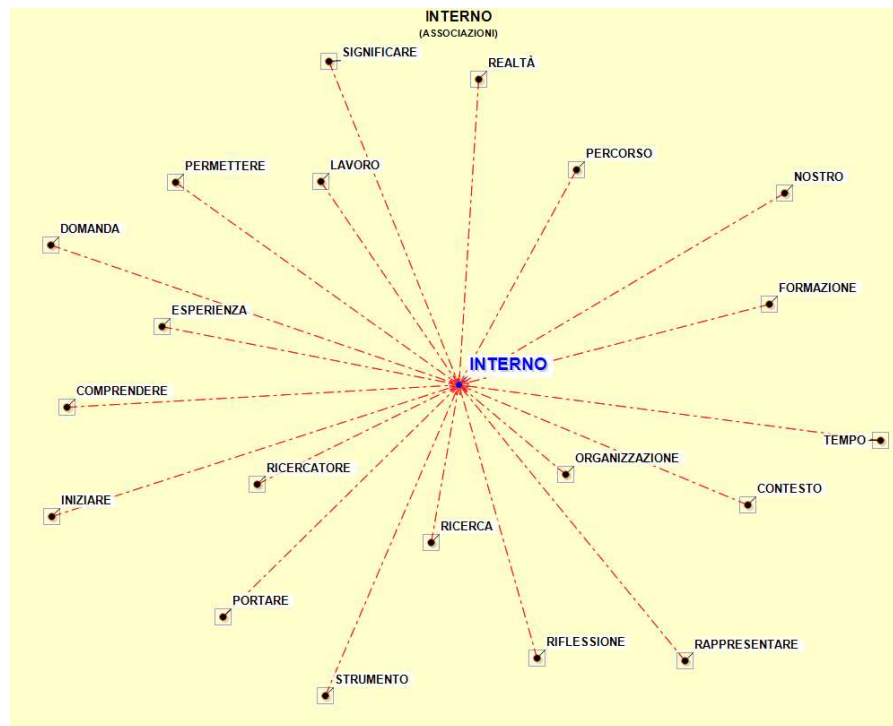 INTERNO
(ASSOCIAZIONI)
SIGNIFICARE
REALTÀ
PERCORSO
PERMETTERE
LAVORO
NOSTRO
DOMANDA
FORMAZIONE
ESPERIENZA
INTERNO
COMPRENDERE
TEMPO
ORGANIZZAZIONE
RICERCATORE
CONTESTO
INIZIARE
RICERCA
PORTARE
RIFLESSIONE
RAPPRESENTARE
STRUMENTO